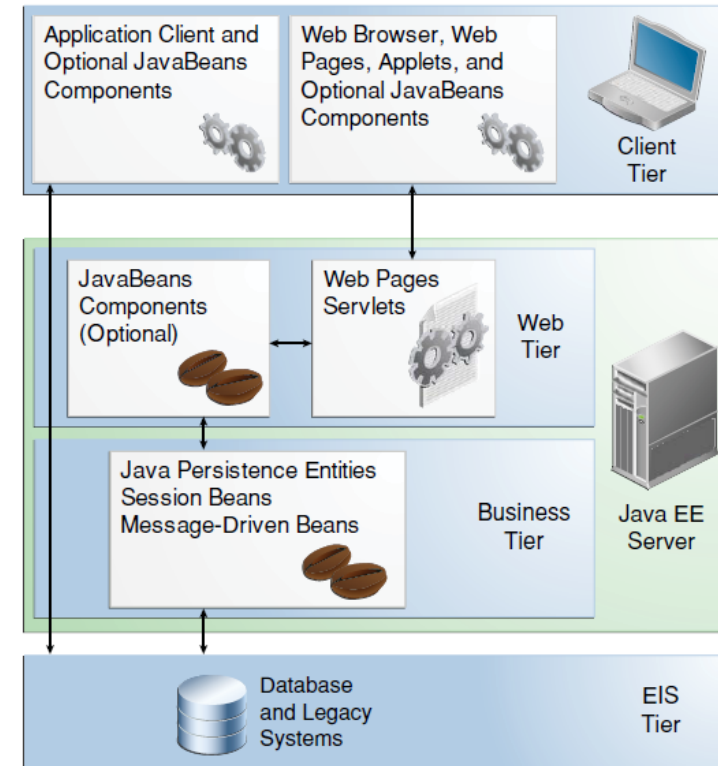 Application Client and
Optional JavaBeans
Components
Web Browser, Web
Pages, Applets, and
Optional JavaBeans
Components
Client
Tier
JavaBeans
Components
(Optional)
Web Pages
Servlets
Web
Tier
Java Persistence Entities
Session Beans
Message-Driven Beans
Business
Tier
Java EE
Server
Database
and Legacy
Systems
EIS
Tier